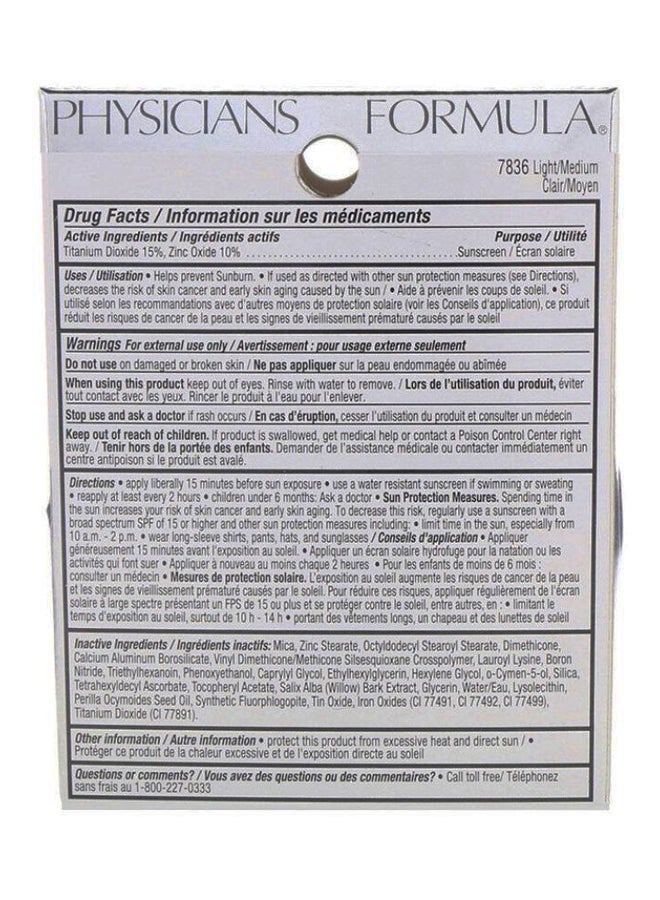 PHYSICIANS FORMULA®
7836 Light/Medium
Clair/Moyen
Drug Facts / Information sur les médicaments
Active Ingredients / Ingrédients actifs Purpose / Utilité
Titanium Dioxide 15%, Zinc Oxide 10% ........................................Sunscreen / Écran solaire
Uses / Utilisation • Helps prevent Sunburn. • If used as directed with other sun protection measures (see Directions),
decreases the risk of skin cancer and early skin aging caused by the sun / • Aide à prévenir les coups de soleil. • Si
utilisé selon les recommandations avec d'autres moyens de protection solaire (voir les Conseils d'application), ce produit
réduit les risques de cancer de la peau et les signes de vieillissement prématuré causés par le soleil
Warnings For external use only / Avertissement : pour usage externe seulement
Do not use on damaged or broken skin / Ne pas appliquer sur la peau endommagée ou abîmée
When using this product keep out of eyes. Rinse with water to remove. / Lors de l'utilisation du produit, éviter
tout contact avec les yeux. Rincer le produit à l'eau pour l'enlever.
Stop use and ask a doctor if rash occurs / En cas d'éruption, cesser l'utilisation du produit et consulter un médecin
Keep out of reach of children. If product is swallowed, get medical help or contact a Poison Control Center right
away. / Tenir hors de la portée des enfants. Demander de l'assistance médicale ou contacter immédiatement un
centre antipoison si le produit est avalé.
Directions • apply liberally 15 minutes before sun exposure • use a water resistant sunscreen if swimming or sweating
• reapply at least every 2 hours • children under 6 months: Ask a doctor • Sun Protection Measures. Spending time in
the sun increases your risk of skin cancer and early skin aging. To decrease this risk, regularly use a sunscreen with a
broad spectrum SPF of 15 or higher and other sun protection measures including: • limit time in the sun, especially from
10 a.m. - 2 p.m. • wear long-sleeve shirts, pants, hats, and sunglasses / Conseils d'application • Appliquer
généreusement 15 minutes avant l'exposition au soleil. • Appliquer un écran solaire hydrofuge pour la natation ou les
activités qui font suer • Appliquer à nouveau au moins chaque 2 heures • Pour les enfants de moins de 6 mois :
consulter un médecin • Mesures de protection solaire. L'exposition au soleil augmente les risques de cancer de la peau
et les signes de vieillissement prématuré causés par le soleil. Pour réduire ces risques, appliquer régulièrement de l'écran
solaire à large spectre présentant un FPS de 15 ou plus et se protéger contre le soleil, entre autres, en : • limitant le
temps d'exposition au soleil, surtout de 10 h - 14 h • portant des vêtements longs, un chapeau et des lunettes de soleil
Inactive Ingredients / Ingrédients inactifs: Mica, Zinc Stearate, Octyldodecyl Stearoyl Stearate, Dimethicone,
Calcium Aluminum Borosilicate, Vinyl Dimethicone/Methicone Silsesquioxane Crosspolymer, Lauroyl Lysine, Boron
Nitride, Triethylhexanoin, Phenoxyethanol, Caprylyl Glycol, Ethylhexylglycerin, Hexylene Glycol, o-Cymen-5-ol, Silica,
Tetrahexyldecyl Ascorbate, Tocopheryl Acetate, Salix Alba (Willow) Bark Extract, Glycerin, Water/Eau, Lysolecithin,
Perilla Ocymoides Seed Oil, Synthetic Fluorphlogopite, Tin Oxide, Iron Oxides (CI 77491, CI 77492, CI 77499),
Titanium Dioxide (CI 77891).
Other information / Autre information • protect this product from excessive heat and direct sun / •
Protéger ce produit de la chaleur excessive et de l'exposition directe au soleil
Questions or comments? / Vous avez des questions ou des commentaires? • Call toll free/ Téléphonez
sans frais au 1-800-227-0333